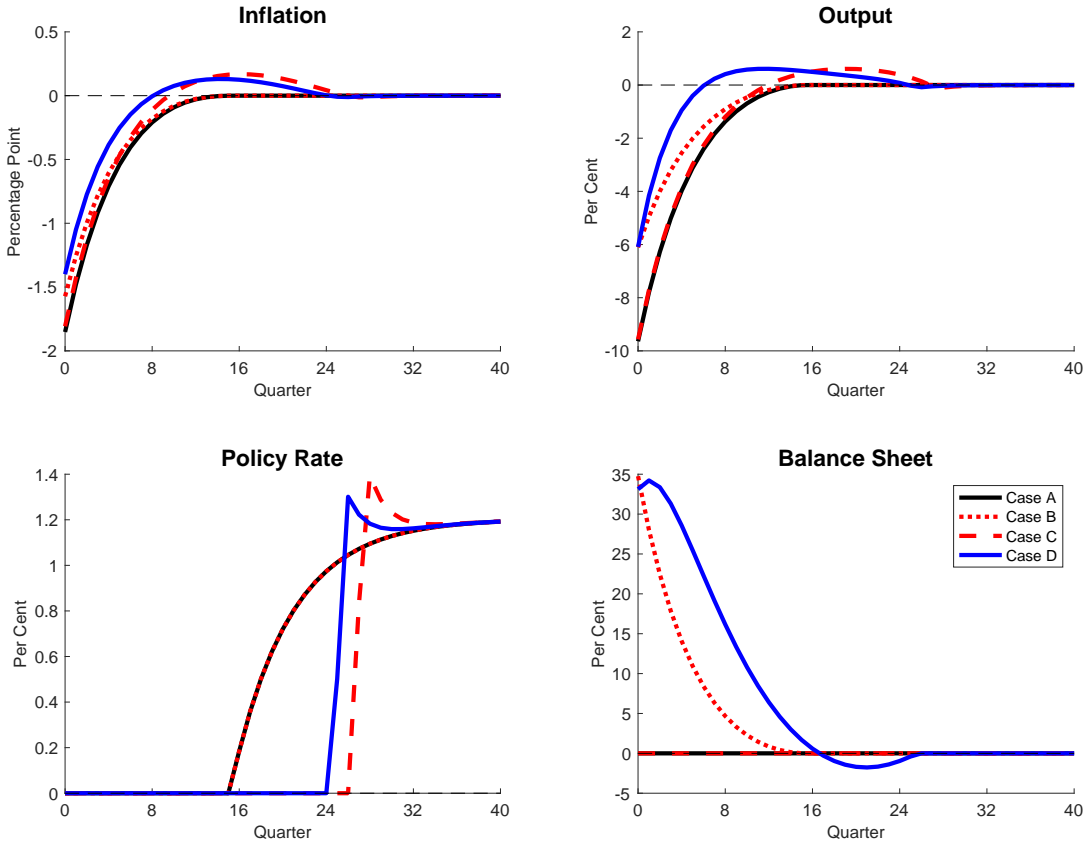 Inflation
0.5
0
-0.5
-1
-1.5
-2
Percentage Point
0 8 16 24 32 40
Quarter
Output
2
0
-2
-4
-6
-8
-10
Per Cent
0 8 16 24 32 40
Quarter
Policy Rate
1.4
1.2
1
0.8
0.6
0.4
0.2
0
Per Cent
0 8 16 24 32 40
Quarter
Balance Sheet
35
30
25
20
15
10
5
0
-5
Per Cent
0 8 16 24 32 40
Quarter
Case A
Case B
Case C
Case D